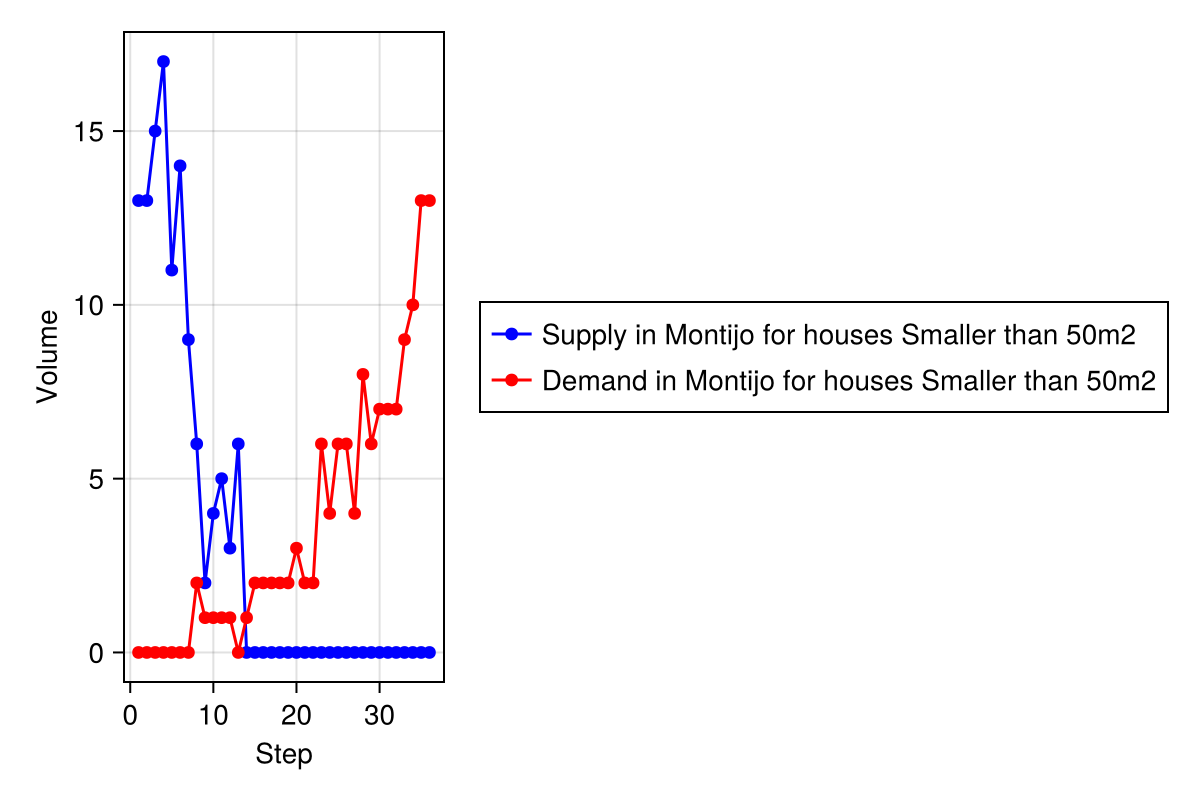 15
10
5
0
Volume
0 10 20 30
Step
Supply in Montijo for houses Smaller than 50m2
Demand in Montijo for houses Smaller than 50m2